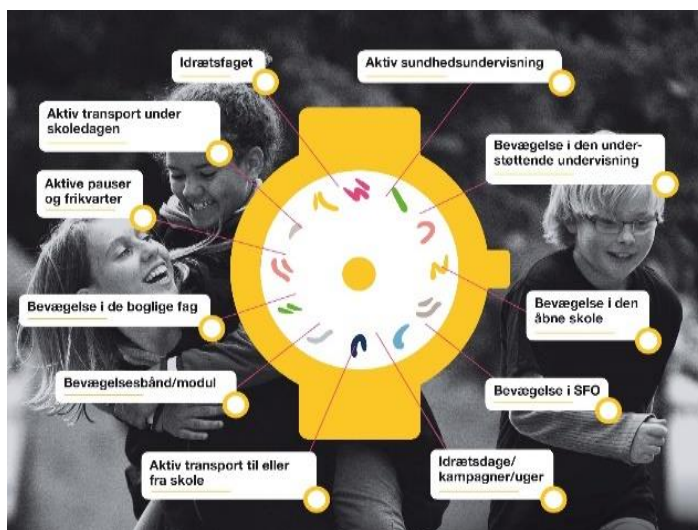 Idrætsfaget
Aktiv sundhedsundervisning
Aktiv transport under
skoledagen
Bevægelse i den under-
støttende undervisning
Aktive pauser
og frikvarter
Bevægelse i de boglige fag
Bevægelse i den
åbne skole
Bevægelsesbånd/modul
Bevægelse i SFO
Aktiv transport til eller
fra skole
Idrætsdage/
kampagner/uger